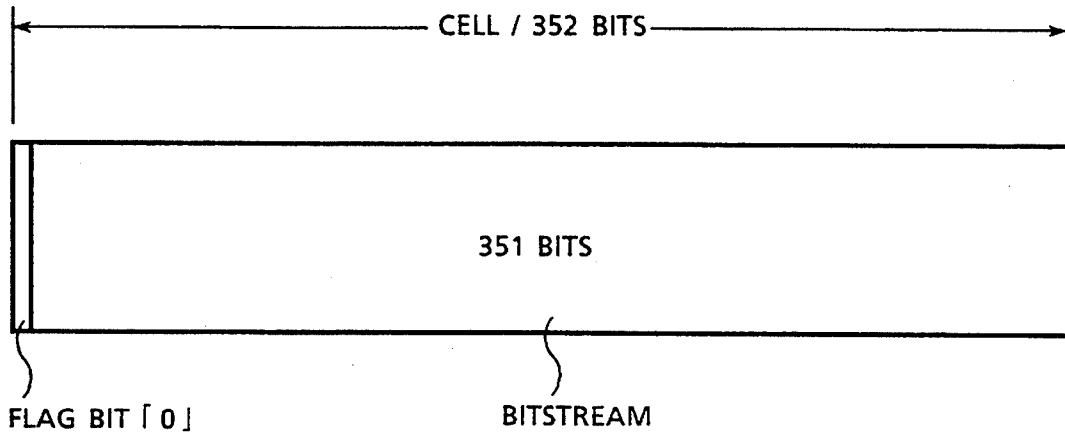 CELL / 352 BITS
351 BITS
FLAG BIT「0」
BITSTREAM